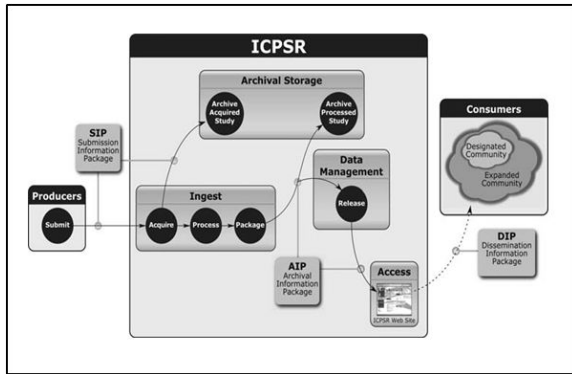 ICPSR
Archival Storage
Archive
Acquired
Study
Archive
Processed
Study
SIP
Submission
Information
Package
Producers
Submit
Ingest
Acquire
Process
Package
Data
Management
Release
AIP
Archival
Information
Package
Access
ICPSR Web Site
Consumers
Designated
Community
Expanded
Community
DIP
Dissemination
Information
Package